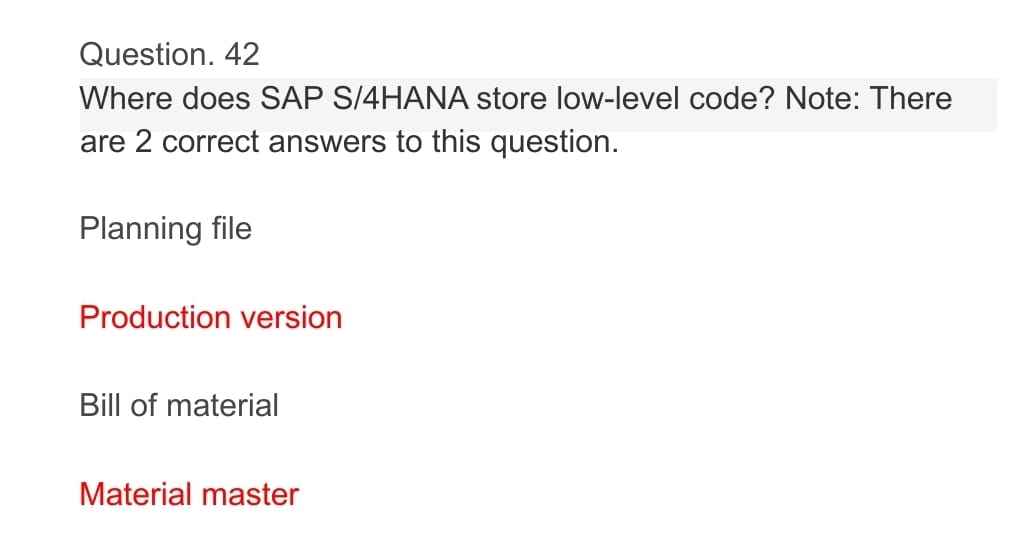 Question. 42
Where does SAP S/4HANA store low-level code? Note: There
are 2 correct answers to this question.
Planning file
Production version
Bill of material
Material master